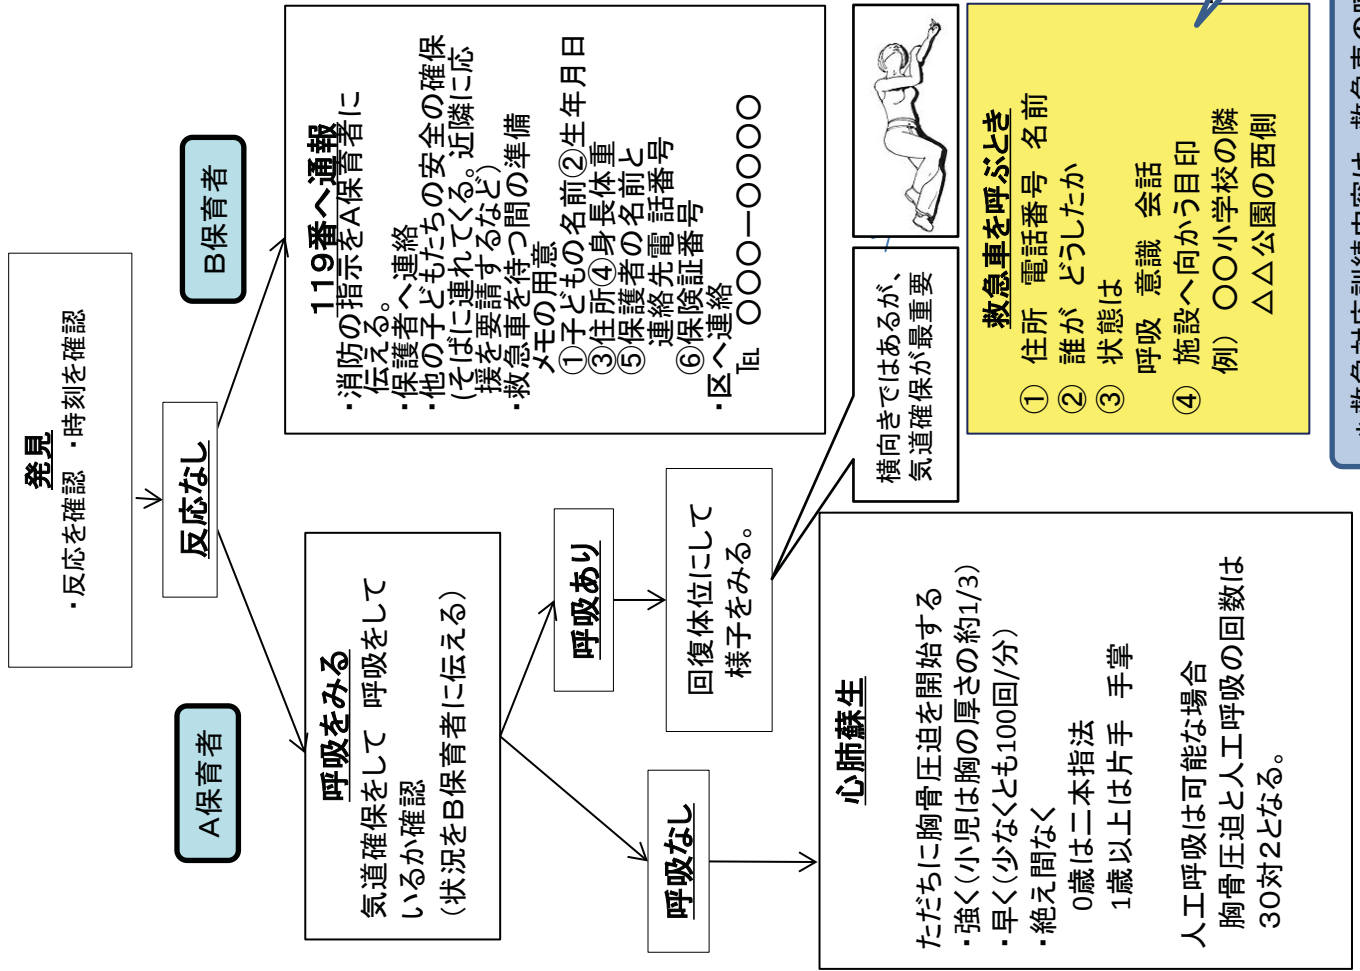 発見
・反応を確認 ・時刻を確認
反応なし
A保育者
B保育者
呼吸をみる
気道確保をして 呼吸をして
いるか確認
(状況をB保育者に伝える)
119番へ通報
・消防の指示をA保育者に
伝える。
・保護者へ連絡
・他の子どもたちの安全の確保
(そばに連れてくる。近隣に応
援を要請するなど)
・救急車を待つ間の準備
メモの用意
①子どもの名前②生年月日
③住所④身長体重
⑤保護者の名前と
連絡先電話番号
⑥保険証番号
・区へ連絡
TEL 〇〇〇ー〇〇〇〇
呼吸あり
回復体位にして
様子をみる。
横向きではあるが、
気道確保が最重要
呼吸なし
心肺蘇生
ただちに胸骨圧迫を開始する
・強く(小児は胸の厚さの約1/3)
・早く(少なくとも100回/分)
・絶え間なく
0歳は二本指法
1歳以上は片手 手掌
人工呼吸は可能な場合
胸骨圧迫と人工呼吸の回数は
30対2となる。
救急車を呼ぶとき
① 住所 電話番号 名前
② 誰が どうしたか
③ 状態は
呼吸 意識 会話
④ 施設へ向かう目印
例) 〇〇小学校の隣
△△公園の西側